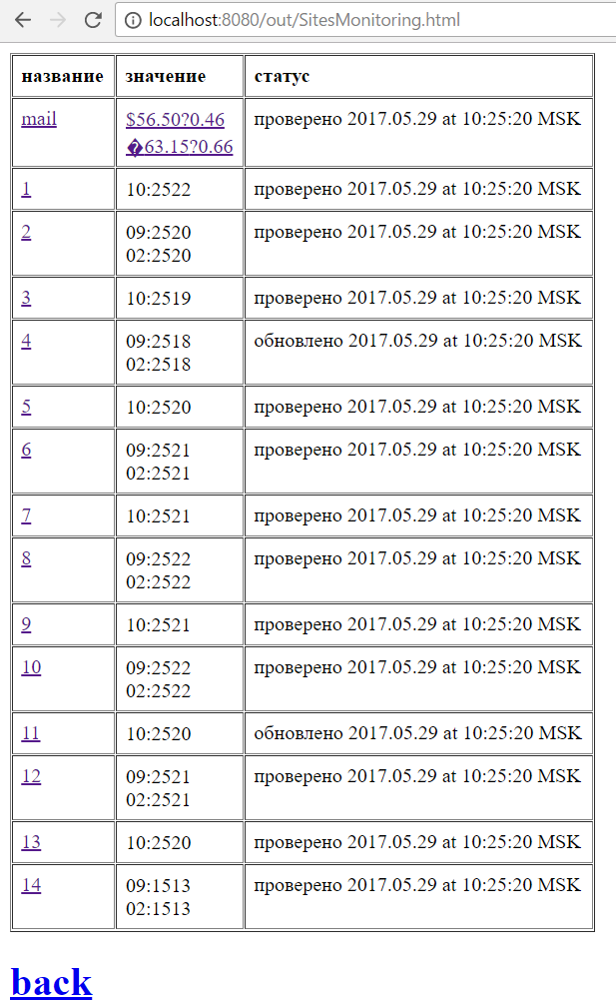 localhost:8080/out/SitesMonitoring.html
название значение статус
mail $56.50?0.46 проверено 2017.05.29 at 10:25:20 MSK
�63.15?0.66
1 10:2522 проверено 2017.05.29 at 10:25:20 MSK
2 09:2520 проверено 2017.05.29 at 10:25:20 MSK
02:2520
3 10:2519 проверено 2017.05.29 at 10:25:20 MSK
4 09:2518 обновлено 2017.05.29 at 10:25:20 MSK
02:2518
5 10:2520 проверено 2017.05.29 at 10:25:20 MSK
6 09:2521 проверено 2017.05.29 at 10:25:20 MSK
02:2521
7 10:2521 проверено 2017.05.29 at 10:25:20 MSK
8 09:2522 проверено 2017.05.29 at 10:25:20 MSK
02:2522
9 10:2521 проверено 2017.05.29 at 10:25:20 MSK
10 09:2522 проверено 2017.05.29 at 10:25:20 MSK
02:2522
11 10:2520 обновлено 2017.05.29 at 10:25:20 MSK
12 09:2521 проверено 2017.05.29 at 10:25:20 MSK
02:2521
13 10:2520 проверено 2017.05.29 at 10:25:20 MSK
14 09:1513 проверено 2017.05.29 at 10:25:20 MSK
02:1513
back